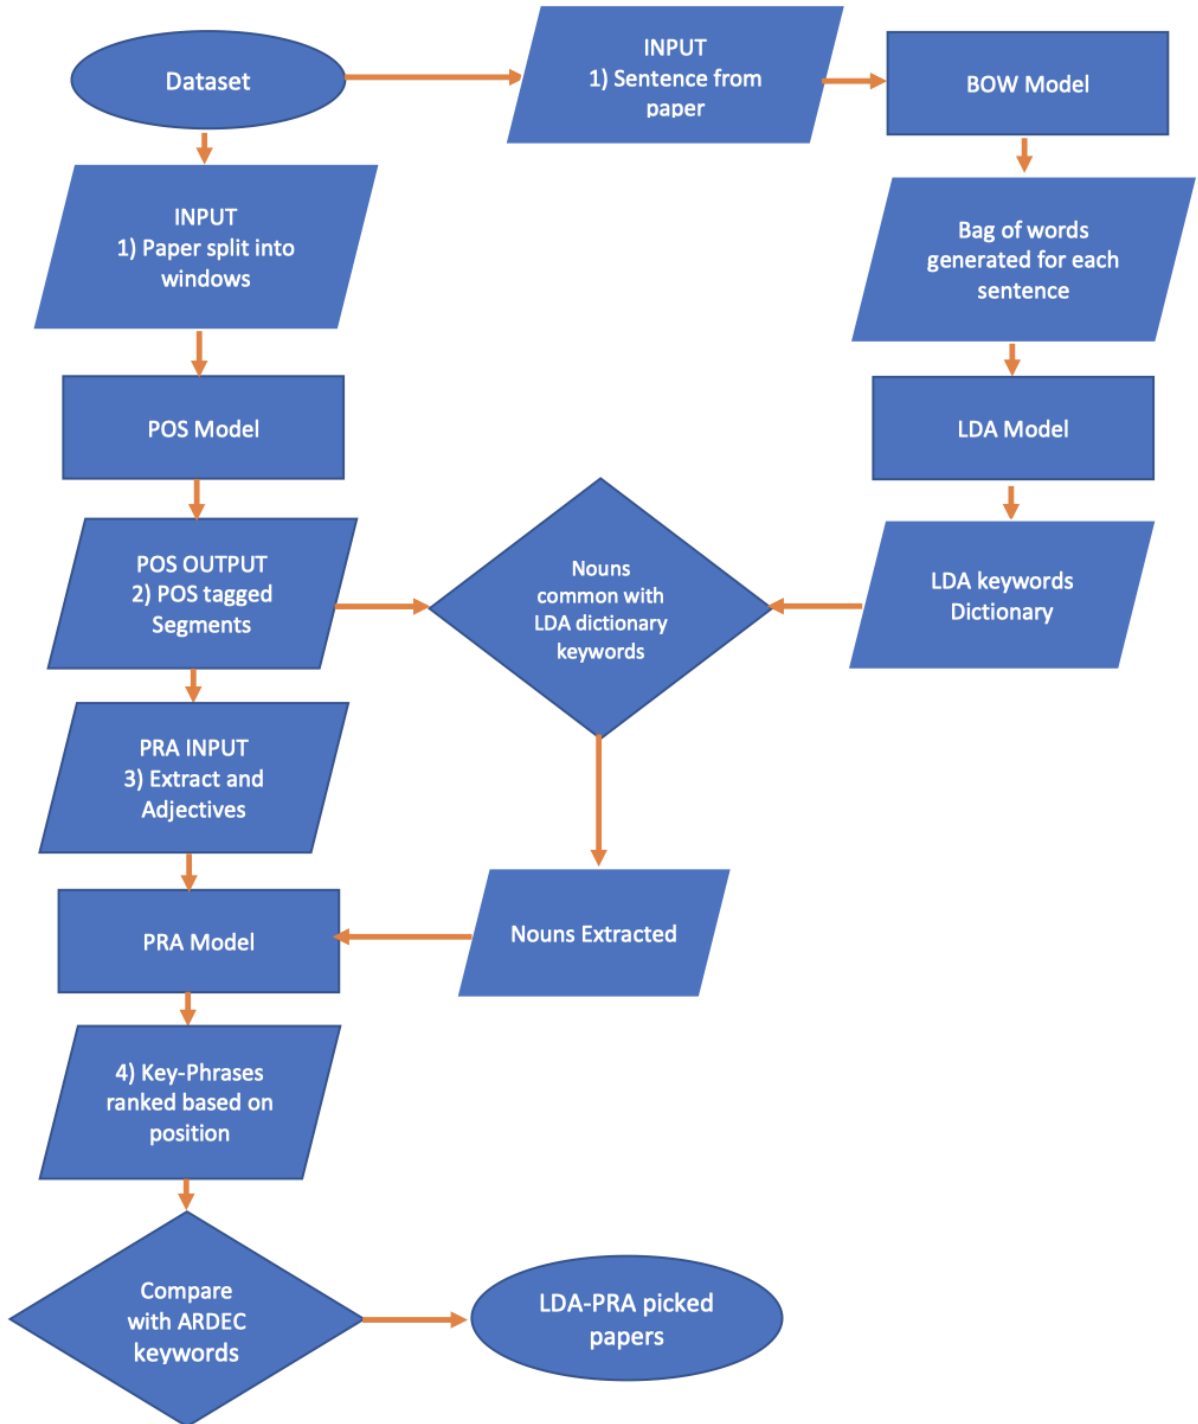 Dataset
INPUT
1) Sentence from
paper
BOW Model
INPUT
1) Paper split into
windows
Bag of words
generated for each
sentence
POS Model
LDA Model
POS OUTPUT
2) POS tagged
Segments
Nouns
common with
LDA dictionary
keywords
LDA keywords
Dictionary
PRA INPUT
3) Extract and
Adjectives
PRA Model
Nouns Extracted
4) Key-Phrases
ranked based on
position
Compare
with ARDEC
keywords
LDA-PRA picked
papers